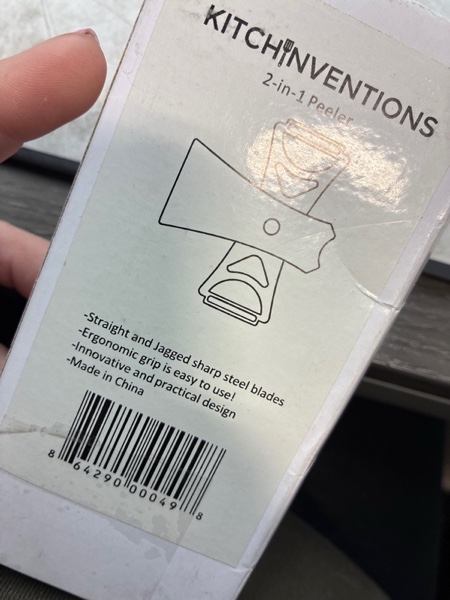 KITCHINVENTIONS
2-in-1 Peeler
-Straight and Jagged sharp steel blades
-Ergonomic grip is easy to use!
-Innovative and practical design
-Made in China
8 64290 00049 8